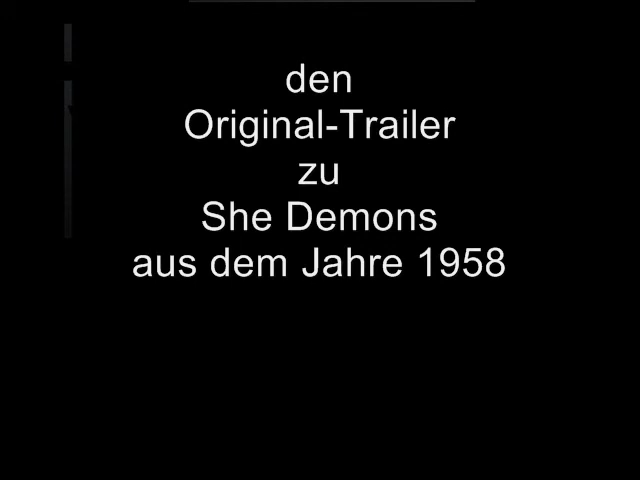 den
Original-Trailer
zu
She Demons
aus dem Jahre 1958